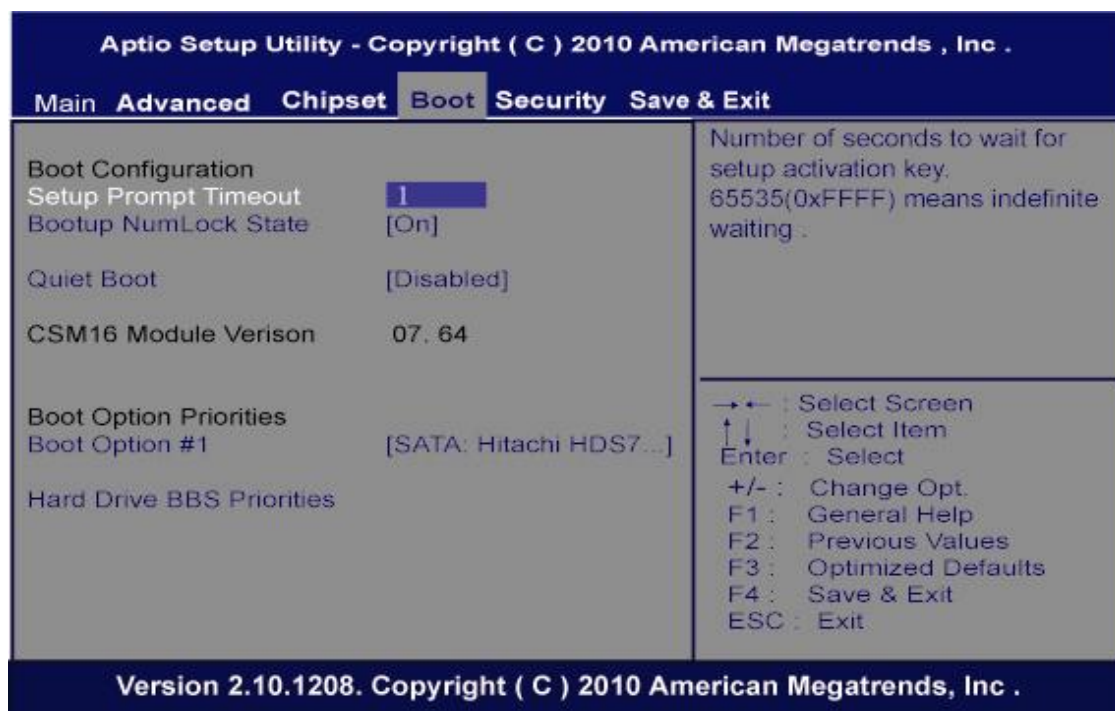 Aptio Setup Utility - Copyright ( C ) 2010 American Megatrends , Inc .
Main Advanced Chipset Boot Security Save & Exit
Boot Configuration
Setup Prompt Timeout 1
Bootup NumLock State [On]
Quiet Boot [Disabled]
CSM16 Module Verison 07. 64
Boot Option Priorities
Boot Option #1 [SATA: Hitachi HDS7...]
Hard Drive BBS Priorities
Number of seconds to wait for
setup activation key.
65535(0xFFFF) means indefinite
waiting .
→← : Select Screen
↑↓ : Select Item
Enter : Select
+/- : Change Opt.
F1 : General Help
F2 : Previous Values
F3 : Optimized Defaults
F4 : Save & Exit
ESC : Exit
Version 2.10.1208. Copyright ( C ) 2010 American Megatrends, Inc .